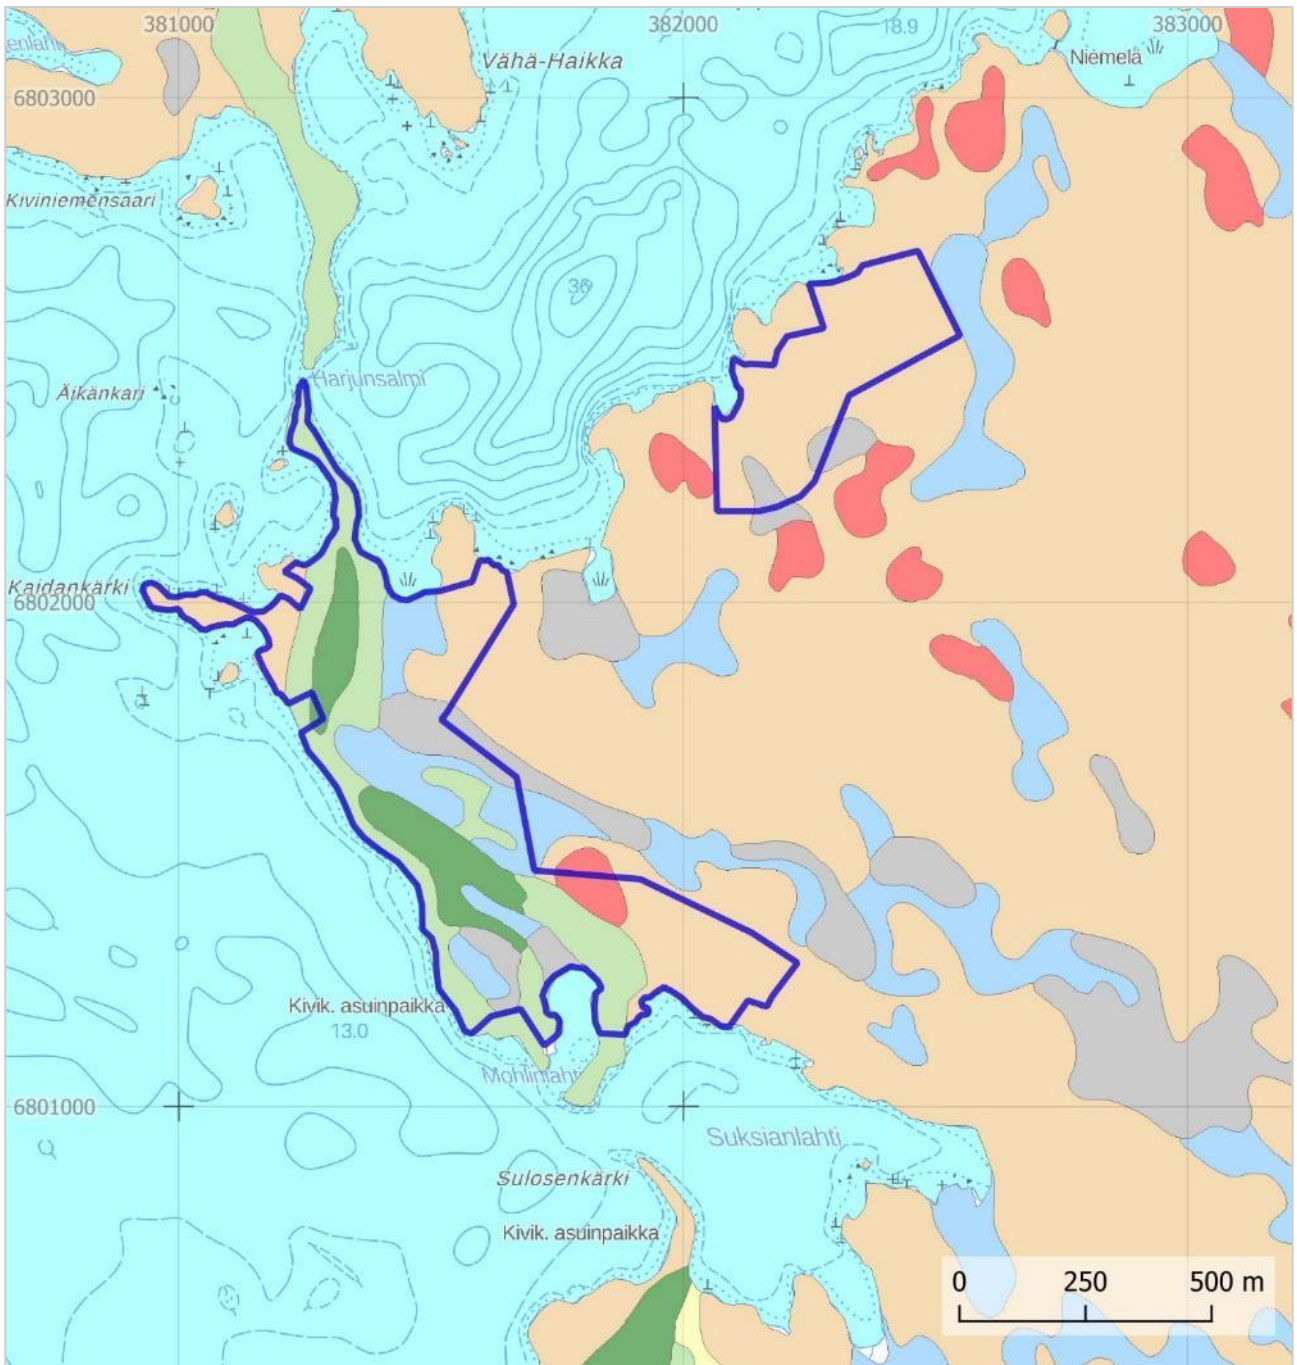 381000 382000 383000
18.9
enlahti
Vähä-Haikka
Niemelä
6803000
Kiviniemensaari
36
Harjunsalmi
Äikänkari
Kaidankärki
6802000
Kivik. asuinpaikka
13.0
Mohlinlahti
6801000
Suksianlahti
Sulosenkärki
Kivik. asuinpaikka
0 250 500 m